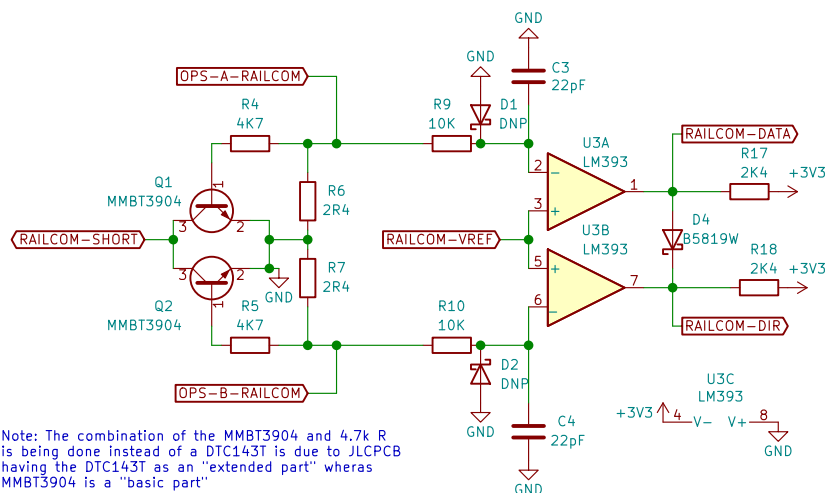 GND
OPS-A-RAILCOM
GND
C3
22pF
R4
4K7
R9
10K
D1
DNP
U3A
LM393
RAILCOM-DATA
R17
2K4
+3V3
Q1
MMBT3904
1
3
2
R6
2R4
2
-
1
3
+
RAILCOM-SHORT
RAILCOM-VREF
U3B
LM393
D4
B5819W
3
2
R7
2R4
GND
5
+
7
6
-
R18
2K4
+3V3
Q2
MMBT3904
1
R5
4K7
R10
10K
RAILCOM-DIR
D2
DNP
OPS-B-RAILCOM
GND
C4
22pF
GND
U3C
LM393
+3V3
4
V-
V+
8
GND
Note: The combination of the MMBT3904 and 4.7k R
is being done instead of a DTC143T is due to JLCPCB
having the DTC143T as an "extended part" wheras
MMBT3904 is a "basic part"